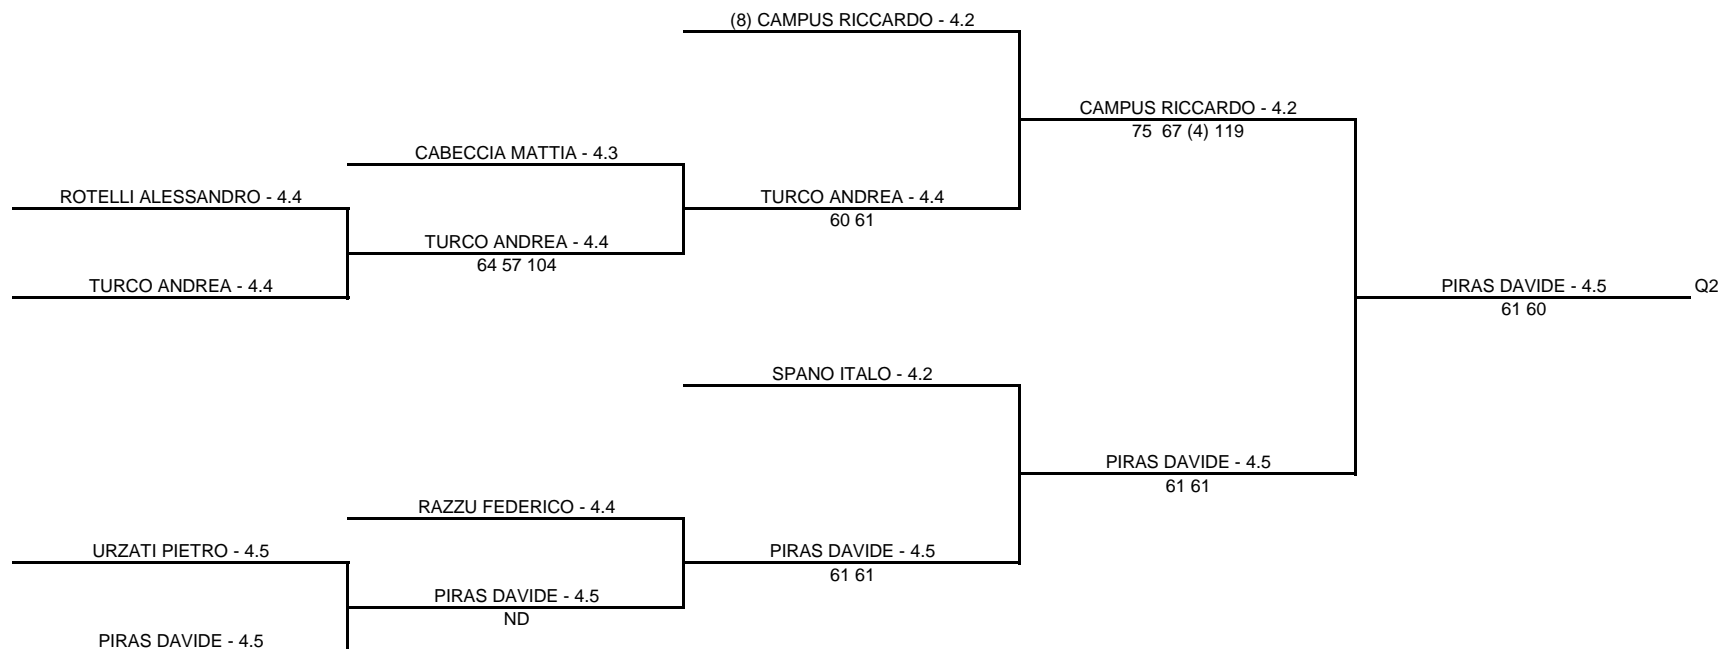 (8) CAMPUS RICCARDO - 4.2
CAMPUS RICCARDO - 4.2
75  67 (4) 119
CABECCIA MATTIA - 4.3
ROTELLI ALESSANDRO - 4.4
TURCO ANDREA - 4.4
60 61
TURCO ANDREA - 4.4
64 57 104
TURCO ANDREA - 4.4
PIRAS DAVIDE - 4.5
Q2
61 60
SPANO ITALO - 4.2
PIRAS DAVIDE - 4.5
61 61
RAZZU FEDERICO - 4.4
URZATI PIETRO - 4.5
PIRAS DAVIDE - 4.5
61 61
PIRAS DAVIDE - 4.5
ND
PIRAS DAVIDE - 4.5